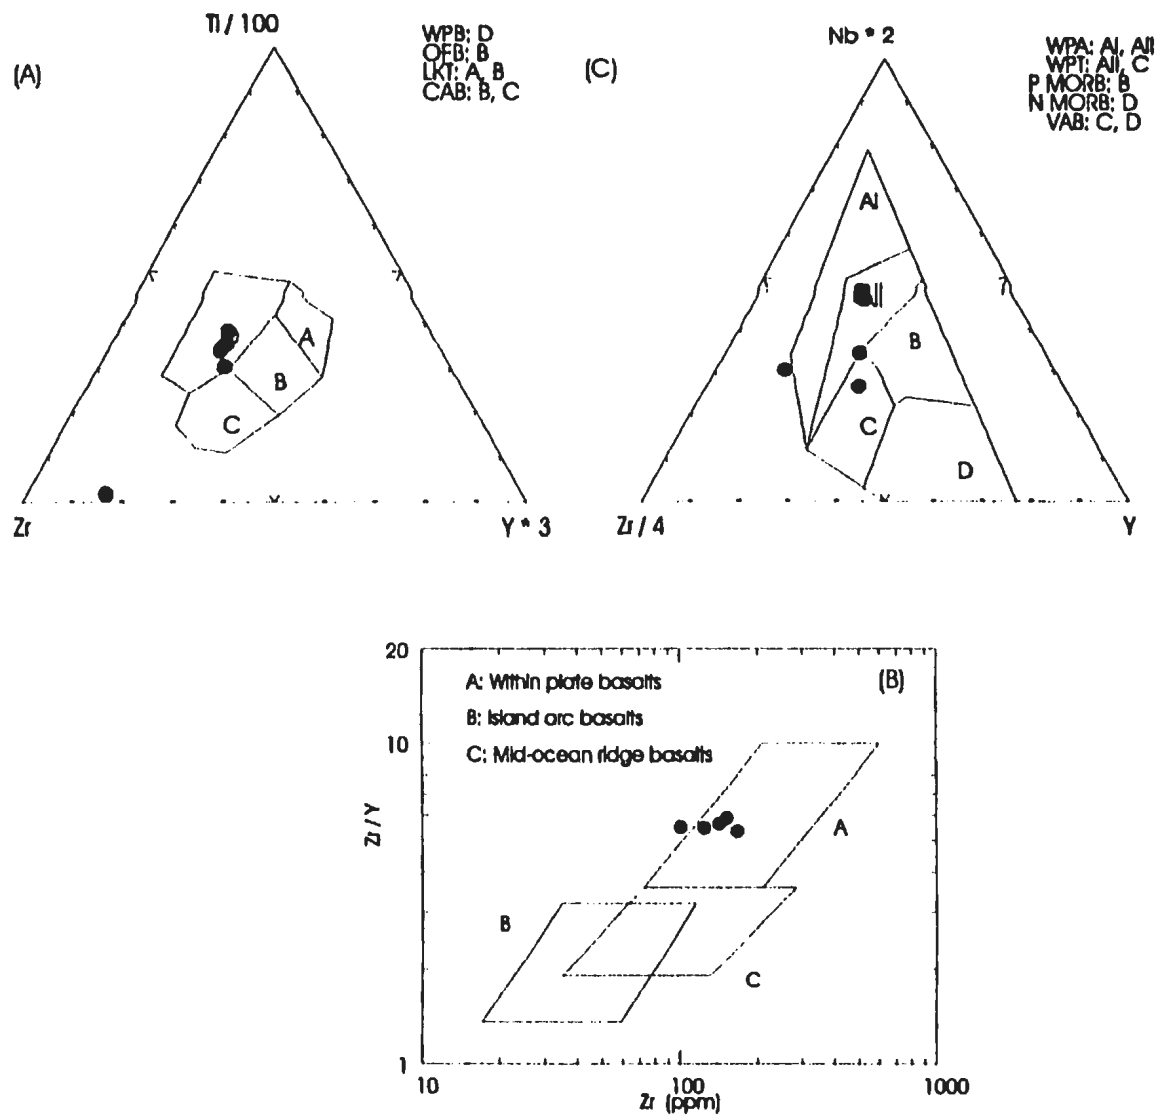 (A)
Ti / 100
WPB: D
OFB: B
LKT: A, B
CAB: B, C
A
B
C
Zr
Y * 3
(C)
Nb * 2
WPA: AI, AII
WPT: AII, C
P MORB: B
N MORB: D
VAB: C, D
AI
AII
B
C
D
Zr / 4
Y
(B)
A: Within plate basalts
B: Island arc basalts
C: Mid-ocean ridge basalts
20
10
Zr / Y
A
B
C
1
10
100
1000
Zr (ppm)